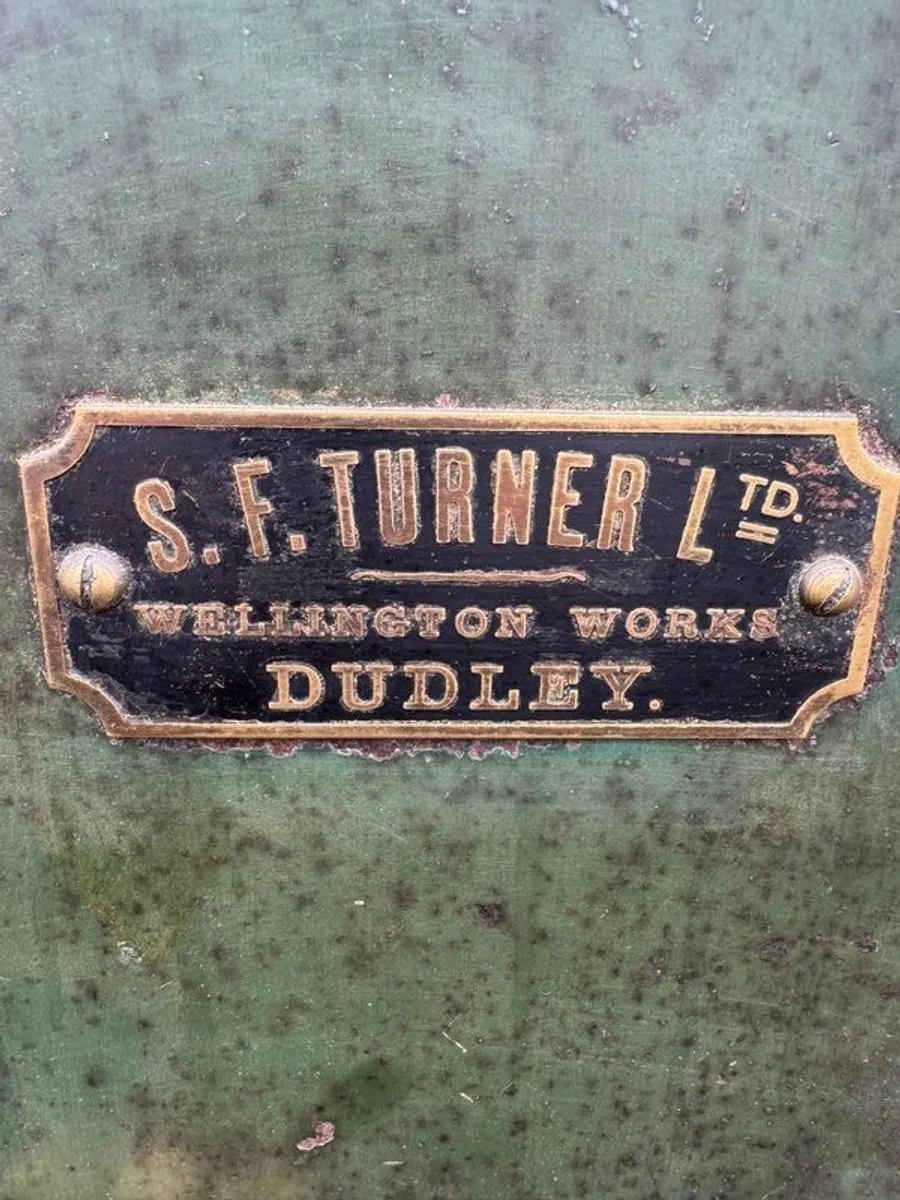 S. F. TURNER LTD.
WELLINGTON WORKS
DUDLEY.